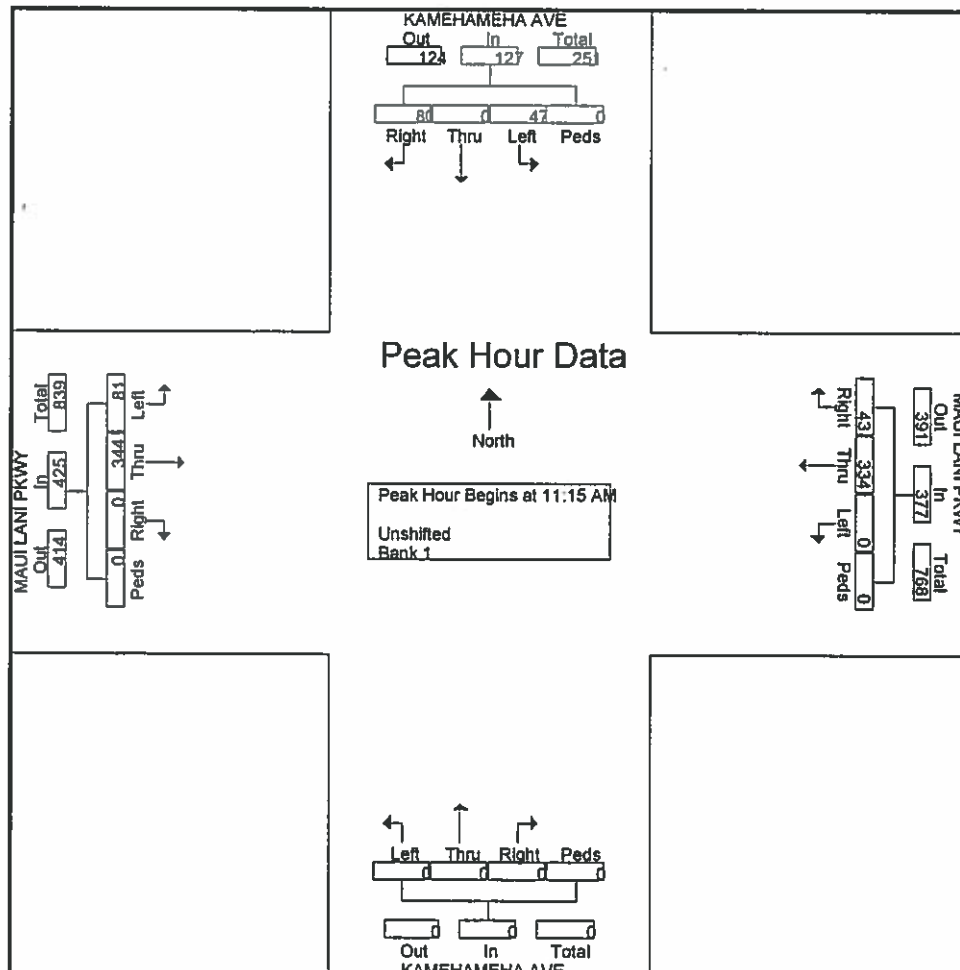 KAMEHAMEHA AVE
Out In Total
124 127 251
80 0 47 0
Right Thru Left Peds
Peak Hour Data
North
Peak Hour Begins at 11:15 AM
Unshifted
Bank 1
MAUI LANI PKWY
Total In Out
839 425 414
81 344 0 0
Left Thru Right Peds
Right Thru Left Peds
43 334 0 0
391 377 768
Out In Total
MAUI LANI PKWY
Left Thru Right Peds
0 0 0 0
0 0 0
Out In Total
KAMEHAMEHA AVE